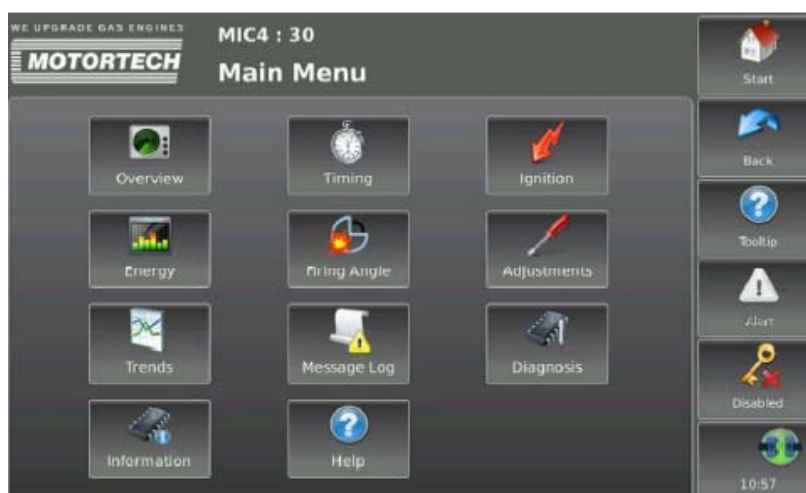 WE UPGRADE GAS ENGINES
MOTORTECH
MIC4 : 30
Main Menu
Overview
Timing
Ignition
Energy
Firing Angle
Adjustments
Trends
Message Log
Diagnosis
Information
Help
Start
Back
Tooltip
Alert
Disabled
10:57